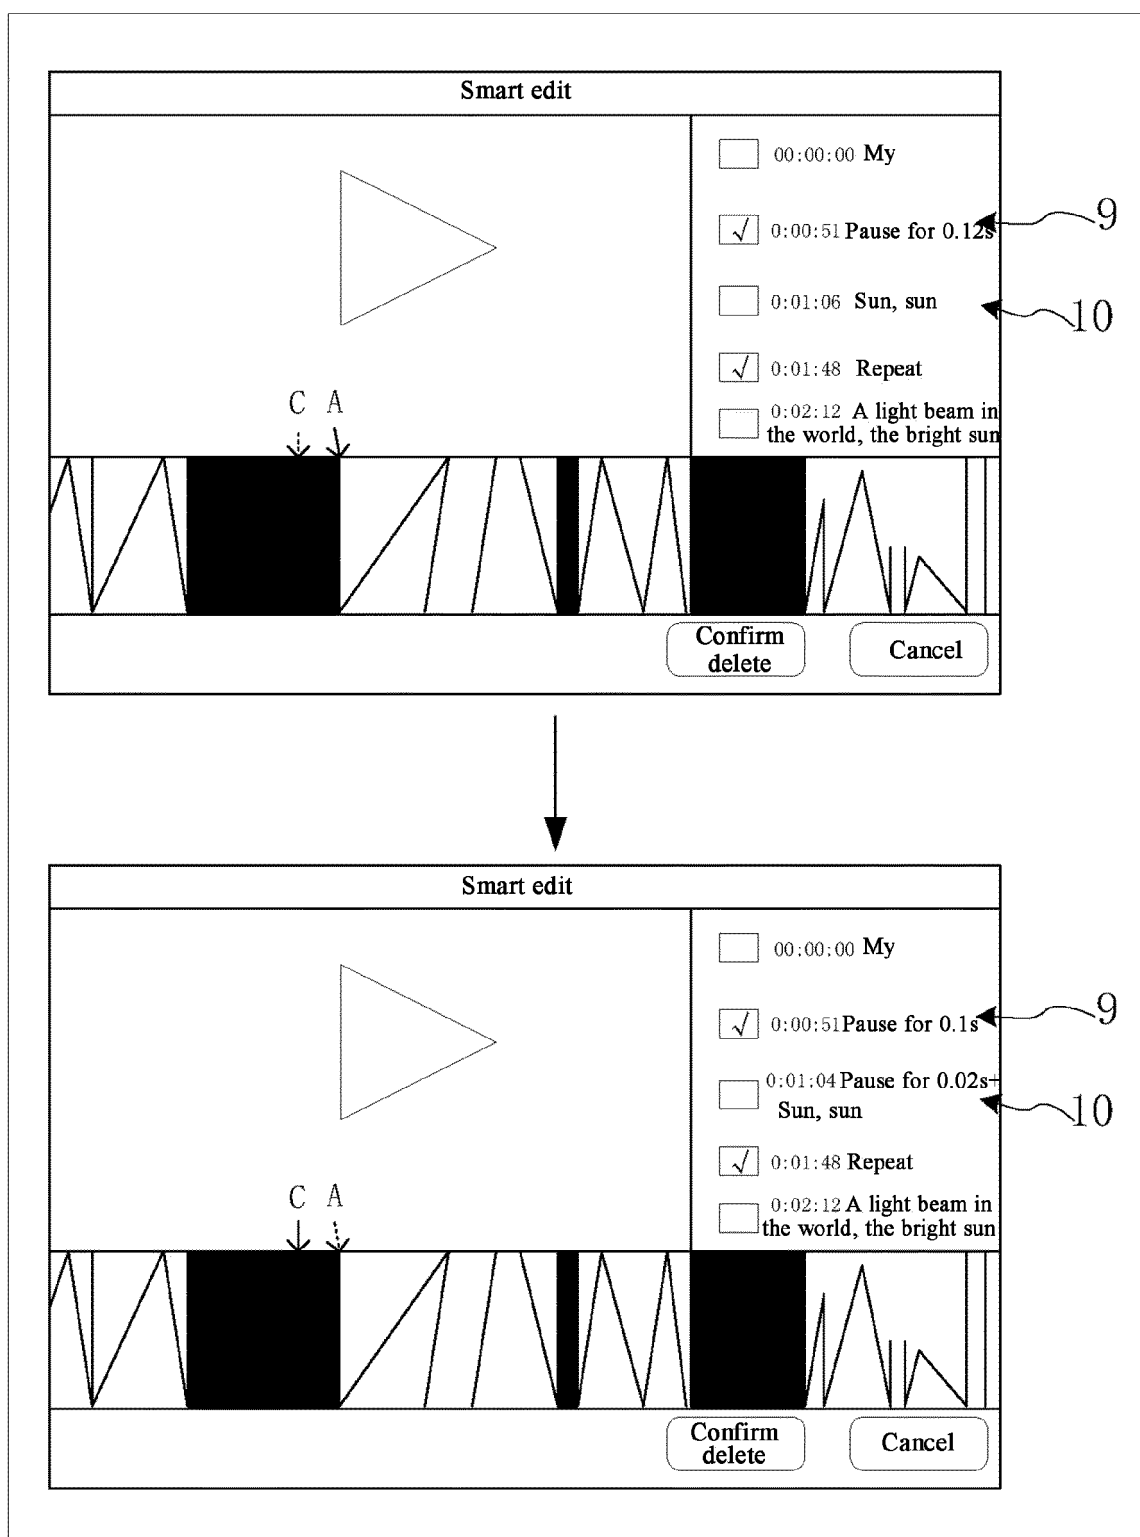 Smart edit
00:00:00 My
√ 0:00:51 Pause for 0.12s
9
0:01:06 Sun, sun
10
√ 0:01:48 Repeat
C A
0:02:12 A light beam in
the world, the bright sun
Confirm
delete
Cancel
Smart edit
00:00:00 My
√ 0:00:51 Pause for 0.1s
9
0:01:04 Pause for 0.02s+
Sun, sun
10
√ 0:01:48 Repeat
C A
0:02:12 A light beam in
the world, the bright sun
Confirm
delete
Cancel